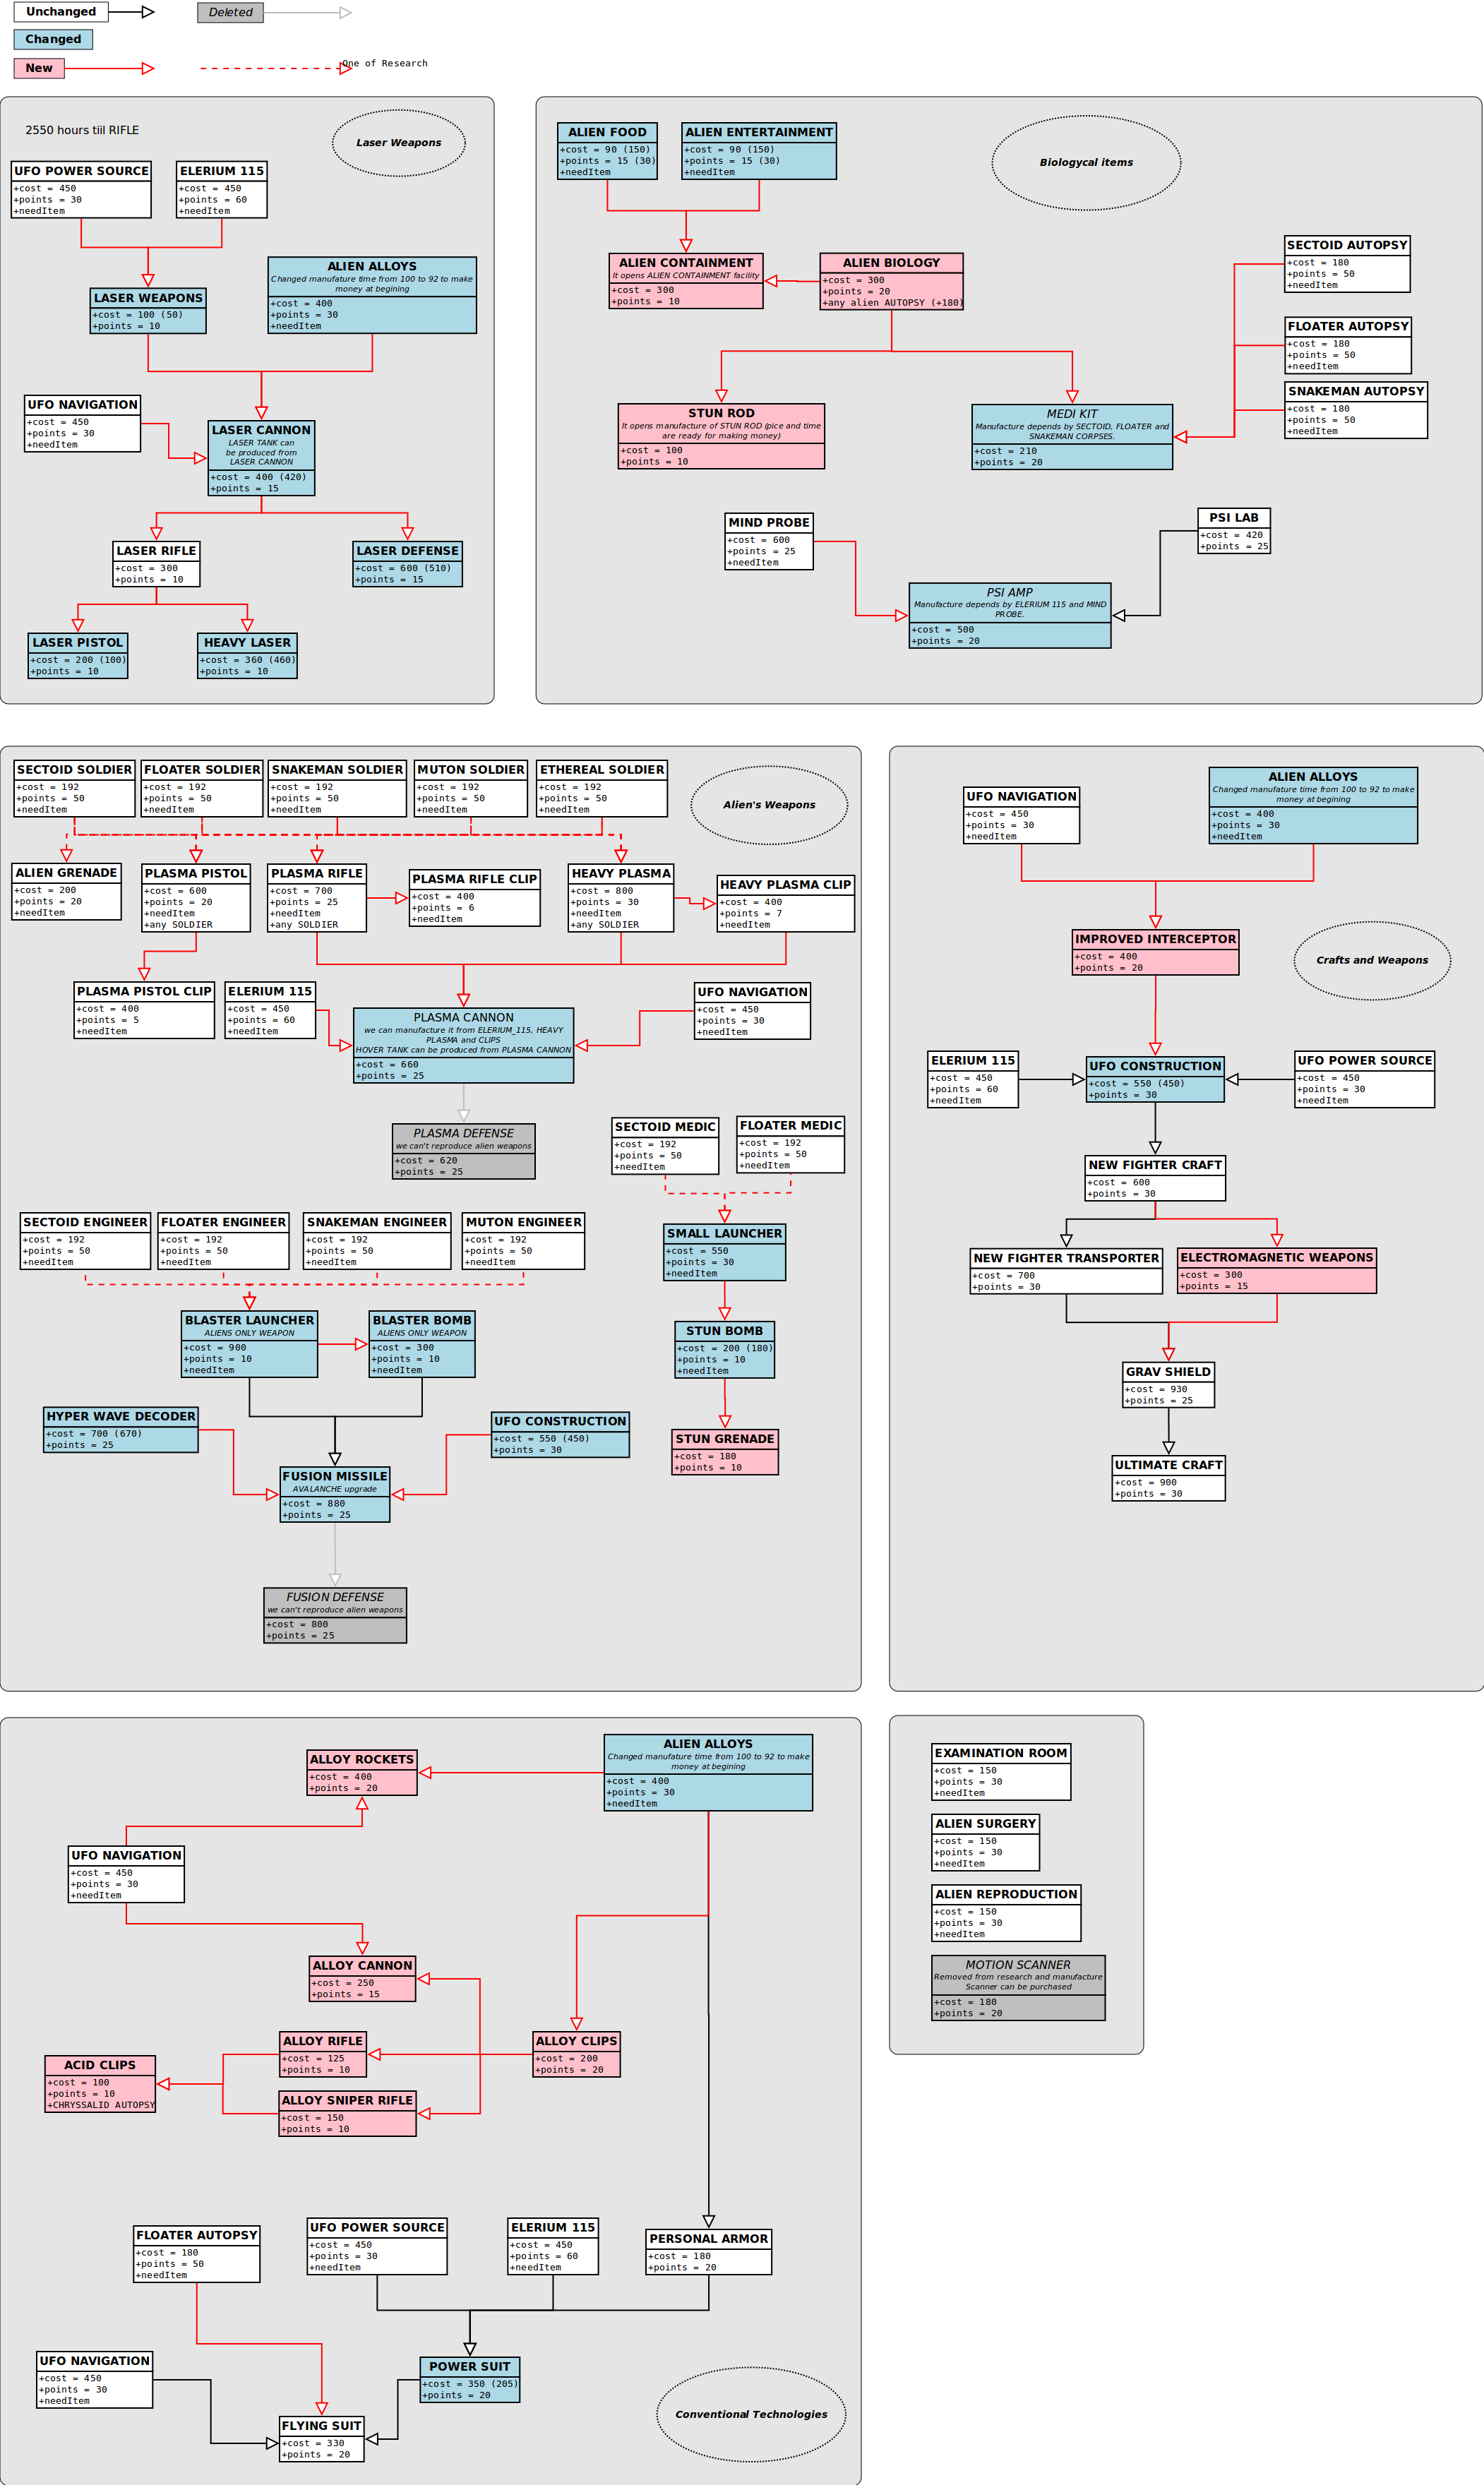 Unchanged
Deleted
Changed
New
One of Research
2550 hours tiil RIFLE
Laser Weapons
UFO POWER SOURCE
+cost = 450
+points = 30
+needItem
ELERIUM 115
+cost = 450
+points = 60
+needItem
ALIEN ALLOYS
Changed manufature time from 100 to 92 to make
money at begining
+cost = 400
+points = 30
+needItem
LASER WEAPONS
+cost = 100 (50)
+points = 10
UFO NAVIGATION
+cost = 450
+points = 30
+needItem
LASER CANNON
LASER TANK can
be produced from
LASER CANNON
+cost = 400 (420)
+points = 15
LASER RIFLE
+cost = 300
+points = 10
LASER DEFENSE
+cost = 600 (510)
+points = 15
LASER PISTOL
+cost = 200 (100)
+points = 10
HEAVY LASER
+cost = 360 (460)
+points = 10
Biologycal items
ALIEN FOOD
+cost = 90 (150)
+points = 15 (30)
+needItem
ALIEN ENTERTAINMENT
+cost = 90 (150)
+points = 15 (30)
+needItem
ALIEN CONTAINMENT
It opens ALIEN CONTAINMENT facility
+cost = 300
+points = 10
ALIEN BIOLOGY
+cost = 300
+points = 20
+any alien AUTOPSY (+180)
SECTOID AUTOPSY
+cost = 180
+points = 50
+needItem
FLOATER AUTOPSY
+cost = 180
+points = 50
+needItem
SNAKEMAN AUTOPSY
+cost = 180
+points = 50
+needItem
STUN ROD
It opens manufacture of STUN ROD (pice and time
are ready for making money)
+cost = 100
+points = 10
MEDI KIT
Manufacture depends by SECTOID, FLOATER and
SNAKEMAN CORPSES.
+cost = 210
+points = 20
MIND PROBE
+cost = 600
+points = 25
+needItem
PSI LAB
+cost = 420
+points = 25
PSI AMP
Manufacture depends by ELERIUM 115 and MIND
PROBE.
+cost = 500
+points = 20
SECTOID SOLDIER
+cost = 192
+points = 50
+needItem
FLOATER SOLDIER
+cost = 192
+points = 50
+needItem
SNAKEMAN SOLDIER
+cost = 192
+points = 50
+needItem
MUTON SOLDIER
+cost = 192
+points = 50
+needItem
ETHEREAL SOLDIER
+cost = 192
+points = 50
+needItem
Alien's Weapons
ALIEN GRENADE
+cost = 200
+points = 20
+needItem
PLASMA PISTOL
+cost = 600
+points = 20
+needItem
+any SOLDIER
PLASMA RIFLE
+cost = 700
+points = 25
+needItem
+any SOLDIER
PLASMA RIFLE CLIP
+cost = 400
+points = 6
+needItem
HEAVY PLASMA
+cost = 800
+points = 30
+needItem
+any SOLDIER
HEAVY PLASMA CLIP
+cost = 400
+points = 7
+needItem
PLASMA PISTOL CLIP
+cost = 400
+points = 5
+needItem
ELERIUM 115
+cost = 450
+points = 60
+needItem
PLASMA CANNON
we can manufacture it from ELERIUM_115, HEAVY
PLASMA and CLIPS
HOVER TANK can be produced from PLASMA CANNON
+cost = 660
+points = 25
UFO NAVIGATION
+cost = 450
+points = 30
+needItem
PLASMA DEFENSE
we can't reproduce alien weapons
+cost = 620
+points = 25
SECTOID MEDIC
+cost = 192
+points = 50
+needItem
FLOATER MEDIC
+cost = 192
+points = 50
+needItem
SECTOID ENGINEER
+cost = 192
+points = 50
+needItem
FLOATER ENGINEER
+cost = 192
+points = 50
+needItem
SNAKEMAN ENGINEER
+cost = 192
+points = 50
+needItem
MUTON ENGINEER
+cost = 192
+points = 50
+needItem
SMALL LAUNCHER
+cost = 550
+points = 30
+needItem
BLASTER LAUNCHER
ALIENS ONLY WEAPON
+cost = 900
+points = 10
+needItem
BLASTER BOMB
ALIENS ONLY WEAPON
+cost = 300
+points = 10
+needItem
STUN BOMB
+cost = 200 (180)
+points = 10
+needItem
HYPER WAVE DECODER
+cost = 700 (670)
+points = 25
UFO CONSTRUCTION
+cost = 550 (450)
+points = 30
STUN GRENADE
+cost = 180
+points = 10
FUSION MISSILE
AVALANCHE upgrade
+cost = 880
+points = 25
FUSION DEFENSE
we can't reproduce alien weapons
+cost = 800
+points = 25
UFO NAVIGATION
+cost = 450
+points = 30
+needItem
ALIEN ALLOYS
Changed manufature time from 100 to 92 to make
money at begining
+cost = 400
+points = 30
+needItem
IMPROVED INTERCEPTOR
+cost = 400
+points = 20
Crafts and Weapons
ELERIUM 115
+cost = 450
+points = 60
+needItem
UFO CONSTRUCTION
+cost = 550 (450)
+points = 30
UFO POWER SOURCE
+cost = 450
+points = 30
+needItem
NEW FIGHTER CRAFT
+cost = 600
+points = 30
NEW FIGHTER TRANSPORTER
+cost = 700
+points = 30
ELECTROMAGNETIC WEAPONS
+cost = 300
+points = 15
GRAV SHIELD
+cost = 930
+points = 25
ULTIMATE CRAFT
+cost = 900
+points = 30
ALLOY ROCKETS
+cost = 400
+points = 20
ALIEN ALLOYS
Changed manufature time from 100 to 92 to make
money at begining
+cost = 400
+points = 30
+needItem
UFO NAVIGATION
+cost = 450
+points = 30
+needItem
ALLOY CANNON
+cost = 250
+points = 15
ALLOY RIFLE
+cost = 125
+points = 10
ALLOY CLIPS
+cost = 200
+points = 20
ACID CLIPS
+cost = 100
+points = 10
+CHRYSSALID AUTOPSY
ALLOY SNIPER RIFLE
+cost = 150
+points = 10
FLOATER AUTOPSY
+cost = 180
+points = 50
+needItem
UFO POWER SOURCE
+cost = 450
+points = 30
+needItem
ELERIUM 115
+cost = 450
+points = 60
+needItem
PERSONAL ARMOR
+cost = 180
+points = 20
UFO NAVIGATION
+cost = 450
+points = 30
+needItem
POWER SUIT
+cost = 350 (205)
+points = 20
FLYING SUIT
+cost = 330
+points = 20
Conventional Technologies
EXAMINATION ROOM
+cost = 150
+points = 30
+needItem
ALIEN SURGERY
+cost = 150
+points = 30
+needItem
ALIEN REPRODUCTION
+cost = 150
+points = 30
+needItem
MOTION SCANNER
Removed from research and manufacture
Scanner can be purchased
+cost = 180
+points = 20